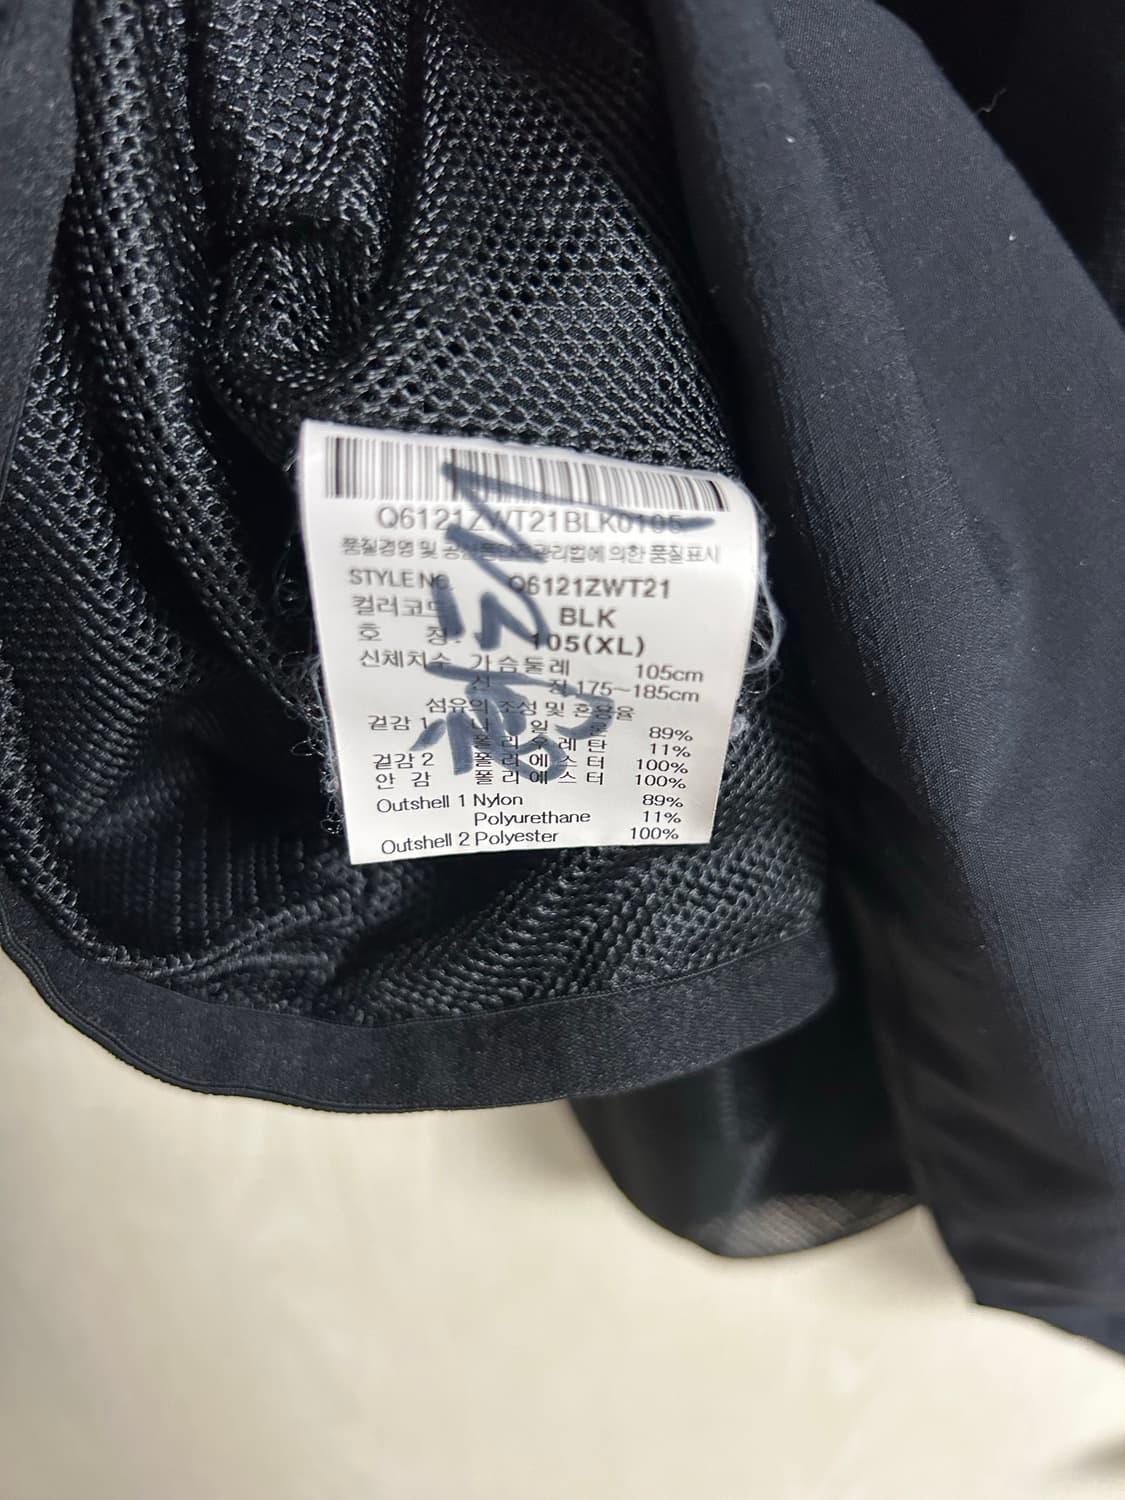 Q6121ZWT21BLK0105
품질경영 및 공산품안전관리법에 의한 품질표시
STYLE NO. Q6121ZWT21
컬러코드 BLK
호 칭: 105(XL)
신체치수 가슴둘레 105cm
신 장 175~185cm
섬유의 조성 및 혼용율
겉감 1 나 일 론 89%
폴리우레탄 11%
겉감 2 폴리에스터 100%
안 감 폴리에스터 100%
Outshell 1 Nylon 89%
Polyurethane 11%
Outshell 2 Polyester 100%